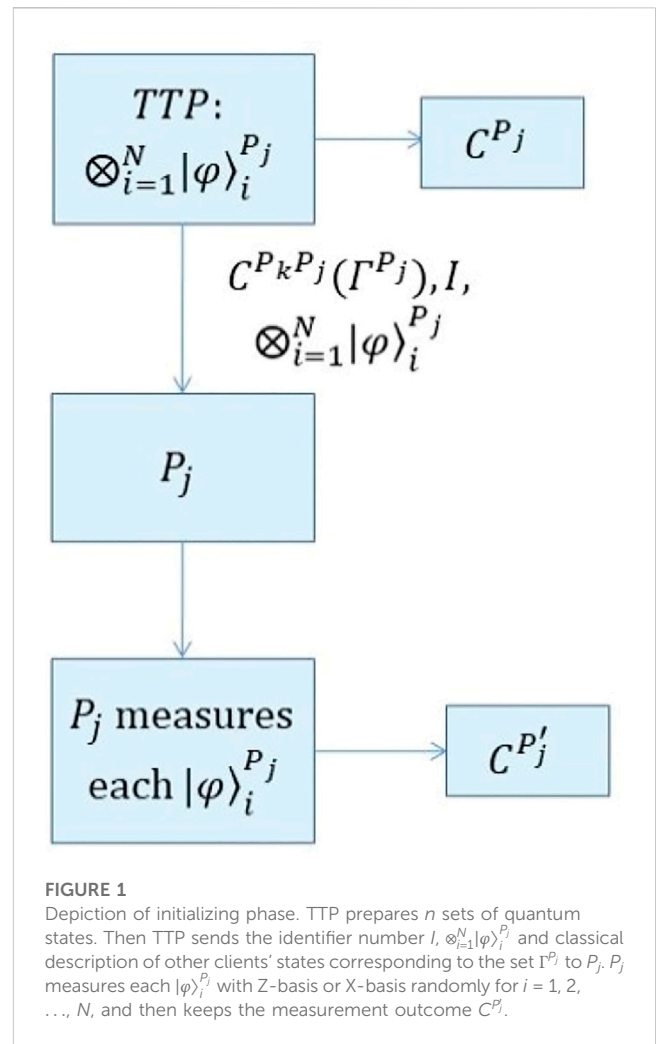 TTP:
⊗_{i=1}^{N}|φ⟩_i^{P_j}
C^{P_j}
C^{P_kP_j}(Γ^{P_j}), I,
⊗_{i=1}^{N}|φ⟩_i^{P_j}
P_j
P_j measures
each |φ⟩_i^{P_j}
C^{P_j'}
FIGURE 1
Depiction of initializing phase. TTP prepares n sets of quantum
states. Then TTP sends the identifier number I, ⊗_{i=1}^{N}|φ⟩_i^{P_j} and classical
description of other clients' states corresponding to the set Γ^{P_j} to P_j. P_j
measures each |φ⟩_i^{P_j} with Z-basis or X-basis randomly for i = 1, 2,
..., N, and then keeps the measurement outcome C^{P_j'}.